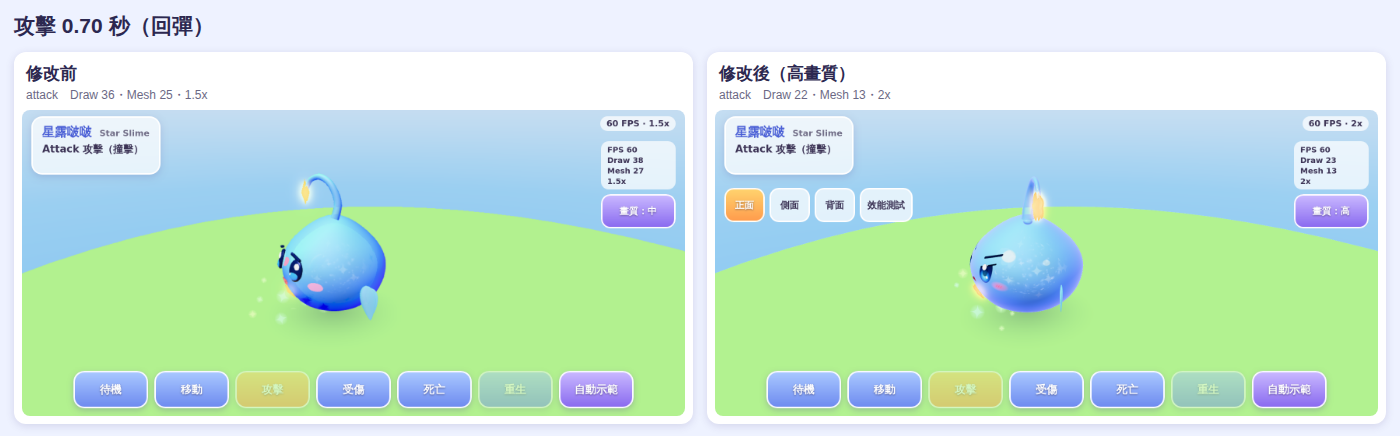 攻擊 0.70 秒（回彈）
修改前
attack Draw 36・Mesh 25・1.5x
星露啵啵 Star Slime
Attack 攻擊（撞擊）
60 FPS · 1.5x
FPS 60
Draw 38
Mesh 27
1.5x
畫質：中
待機 移動 攻擊 受傷 死亡 重生 自動示範
修改後（高畫質）
attack Draw 22・Mesh 13・2x
星露啵啵 Star Slime
Attack 攻擊（撞擊）
60 FPS · 2x
FPS 60
Draw 23
Mesh 13
2x
正面 側面 背面 效能測試
畫質：高
待機 移動 攻擊 受傷 死亡 重生 自動示範